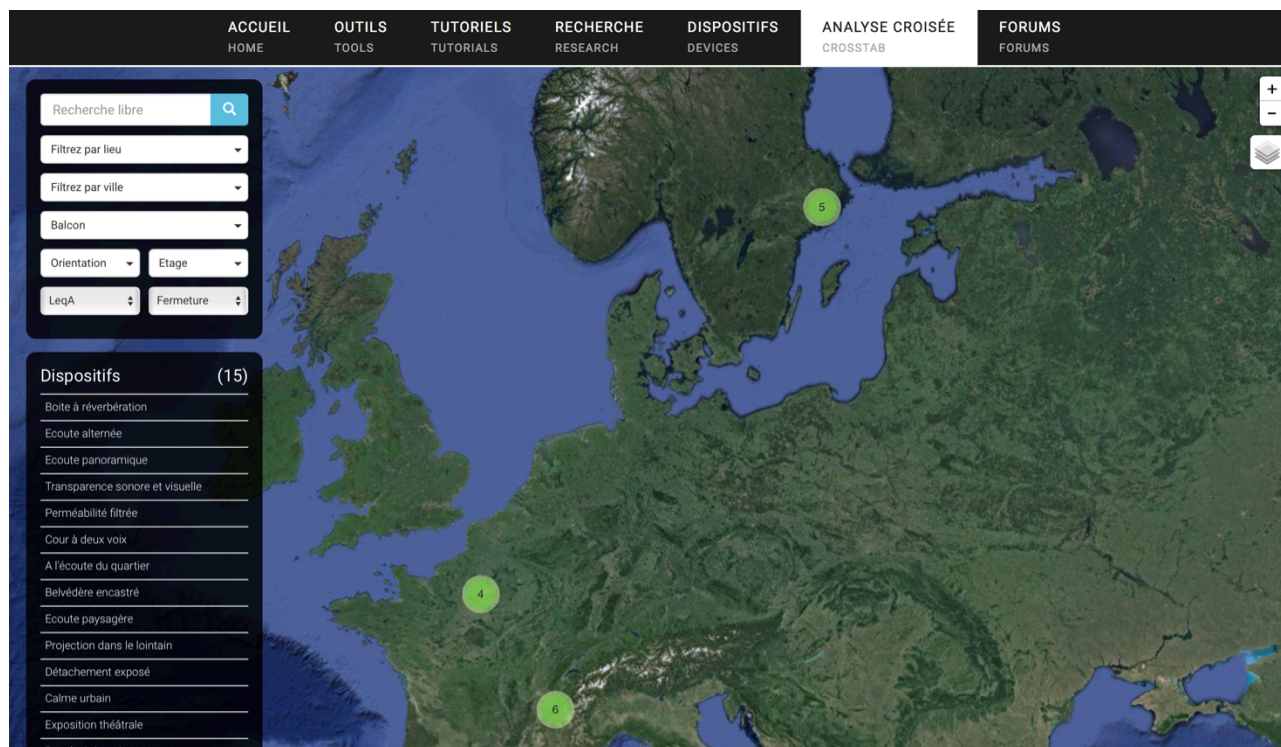 ACCUEIL OUTILS TUTORIELS RECHERCHE DISPOSITIFS ANALYSE CROISÉE FORUMS
HOME TOOLS TUTORIALS RESEARCH DEVICES CROSSTAB FORUMS
Recherche libre
+
−
Filtrez par lieu
Filtrez par ville
Balcon
Orientation Etage
LeqA Fermeture
5
Dispositifs (15)
Boite à réverbération
Ecoute alternée
Ecoute panoramique
Transparence sonore et visuelle
Perméabilité filtrée
Cour à deux voix
A l'écoute du quartier
Belvédère encastré
4
Ecoute paysagère
Projection dans le lointain
Détachement exposé
Calme urbain
6
Exposition théâtrale